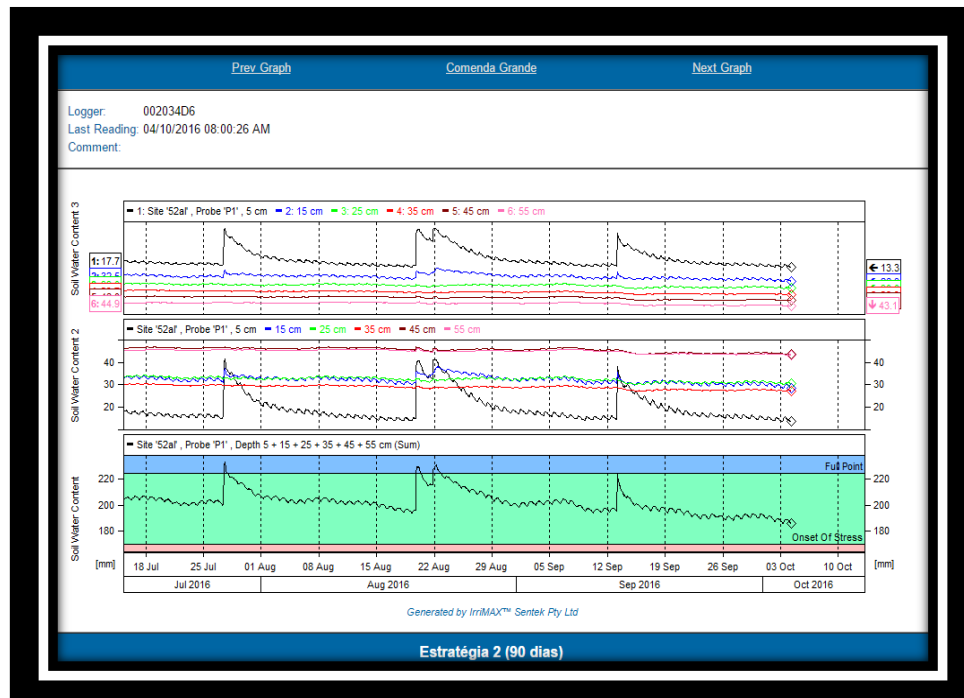 Prev Graph Comenda Grande Next Graph
Logger: 002034D6
Last Reading: 04/10/2016 08:00:26 AM
Comment:
Soil Water Content 3
1: Site '52al' , Probe 'P1' , 5 cm 2: 15 cm 3: 25 cm 4: 35 cm 5: 45 cm 6: 55 cm
1: 17.7
6: 44.9
13.3
43.1
Soil Water Content 2
Site '52al' , Probe 'P1' , 5 cm 15 cm 25 cm 35 cm 45 cm 55 cm
40 40
30 30
20 20
Soil Water Content
Site '52al' , Probe 'P1' , Depth 5 + 15 + 25 + 35 + 45 + 55 cm (Sum)
Full Point
220 220
200 200
180 180
Onset Of Stress
[mm] 18 Jul 25 Jul 01 Aug 08 Aug 15 Aug 22 Aug 29 Aug 05 Sep 12 Sep 19 Sep 26 Sep 03 Oct 10 Oct [mm]
Jul 2016 Aug 2016 Sep 2016 Oct 2016
Generated by IrriMAX™ Sentek Pty Ltd
Estratégia 2 (90 dias)